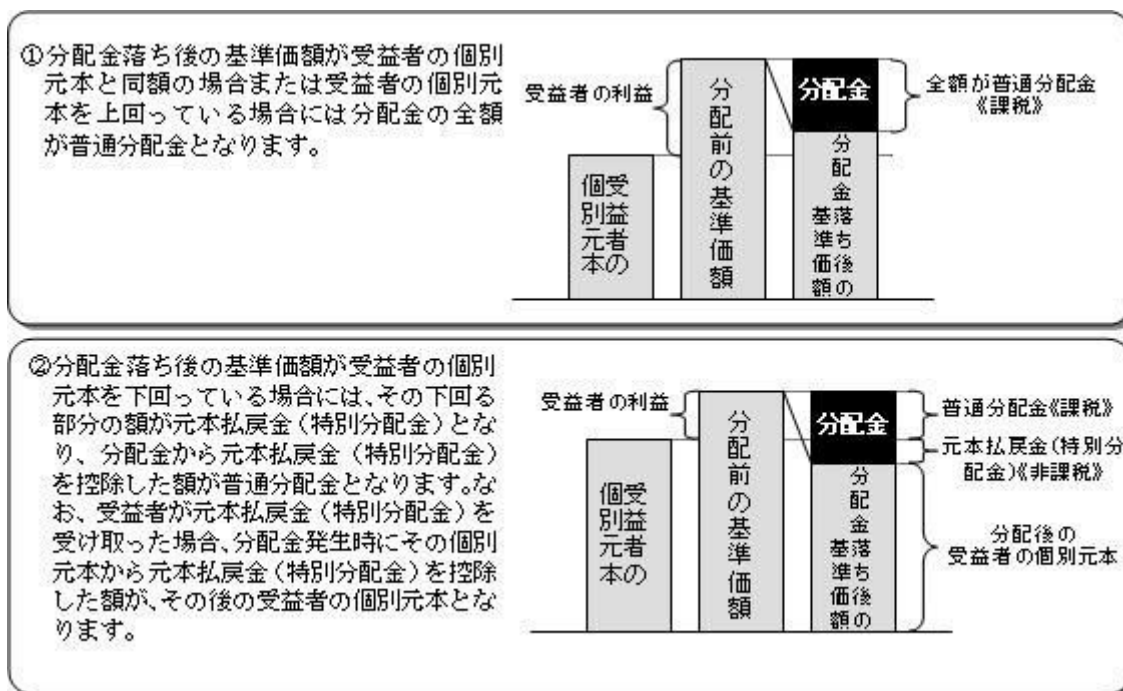 ①分配金落ち後の基準価額が受益者の個別
元本と同額の場合または受益者の個別元
本を上回っている場合には分配金の全額
が普通分配金となります。
受益者の利益
受益者の
個別元本
分配前の基準価額
分配金
分配金落ち後の
基準価額
全額が普通分配金
《課税》
②分配金落ち後の基準価額が受益者の個別
元本を下回っている場合には、その下回る
部分の額が元本払戻金(特別分配金)とな
り、分配金から元本払戻金(特別分配金)
を控除した額が普通分配金となります。な
お、受益者が元本払戻金(特別分配金)を
受け取った場合、分配金発生時にその個別
元本から元本払戻金(特別分配金)を控除
した額が、その後の受益者の個別元本とな
ります。
受益者の利益
受益者の
個別元本
分配前の基準価額
分配金
分配金落ち後の
基準価額
普通分配金《課税》
元本払戻金(特別分
配金)《非課税》
分配後の
受益者の個別元本